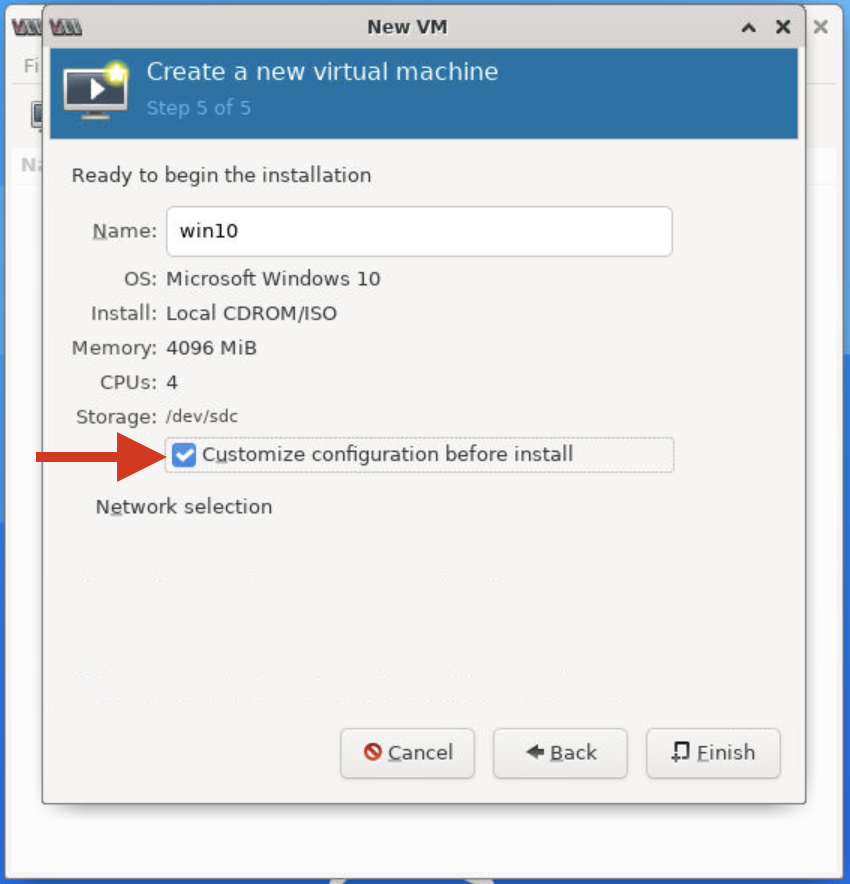 New VM
Fi
Create a new virtual machine
Step 5 of 5
Na
Ready to begin the installation
Name: win10
OS: Microsoft Windows 10
Install: Local CDROM/ISO
Memory: 4096 MiB
CPUs: 4
Storage: /dev/sdc
Customize configuration before install
Network selection
Cancel Back Finish